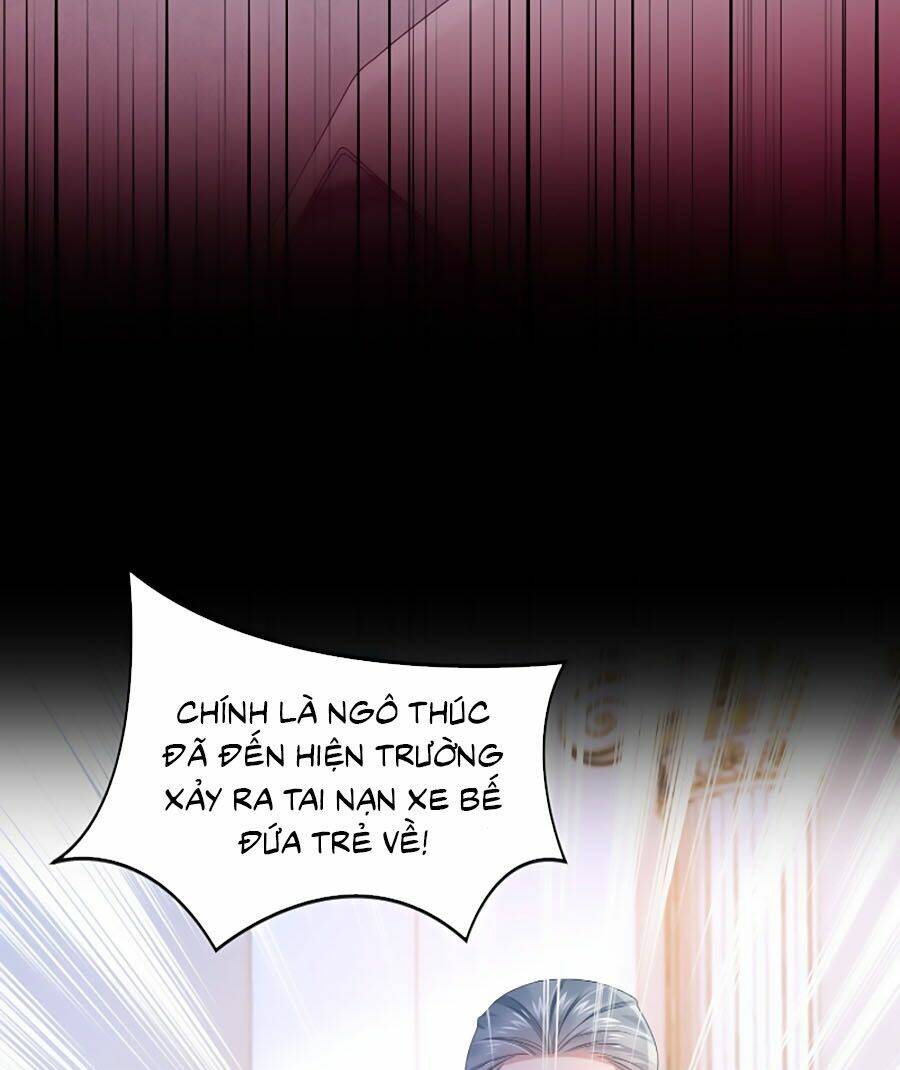 CHÍNH LÀ NGÔ THÚC
ĐÃ ĐẾN HIỆN TRƯỜNG
XẢY RA TAI NẠN XE BẾ
ĐỨA TRẺ VỀ!